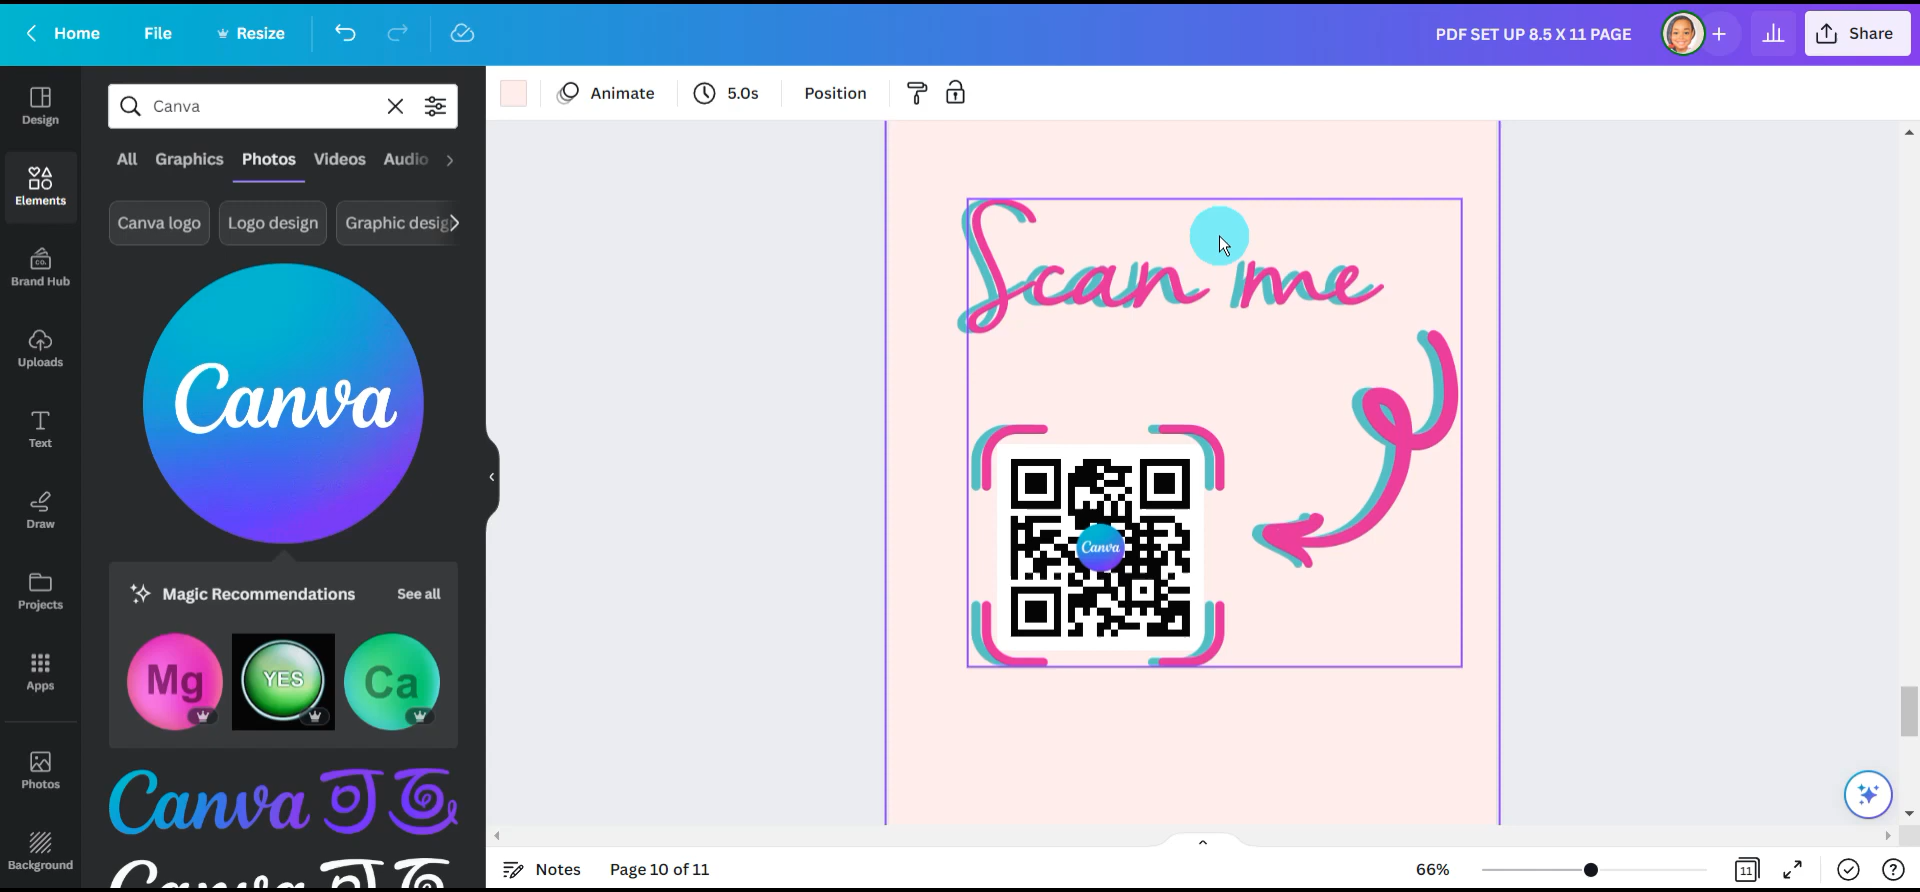 Home File Resize PDF SET UP 8.5 X 11 PAGE + Share
Design
Elements
Brand Hub
CO.
Uploads
Text
Draw
Projects
Apps
Photos
Background
Canva
All Graphics Photos Videos Audio
Canva logo Logo design Graphic desig
Canva
Magic Recommendations See all
Mg YES Ca
Canva 可画
Animate 5.0s Position
Scan me
Canva
Notes Page 10 of 11 66% 11 ?